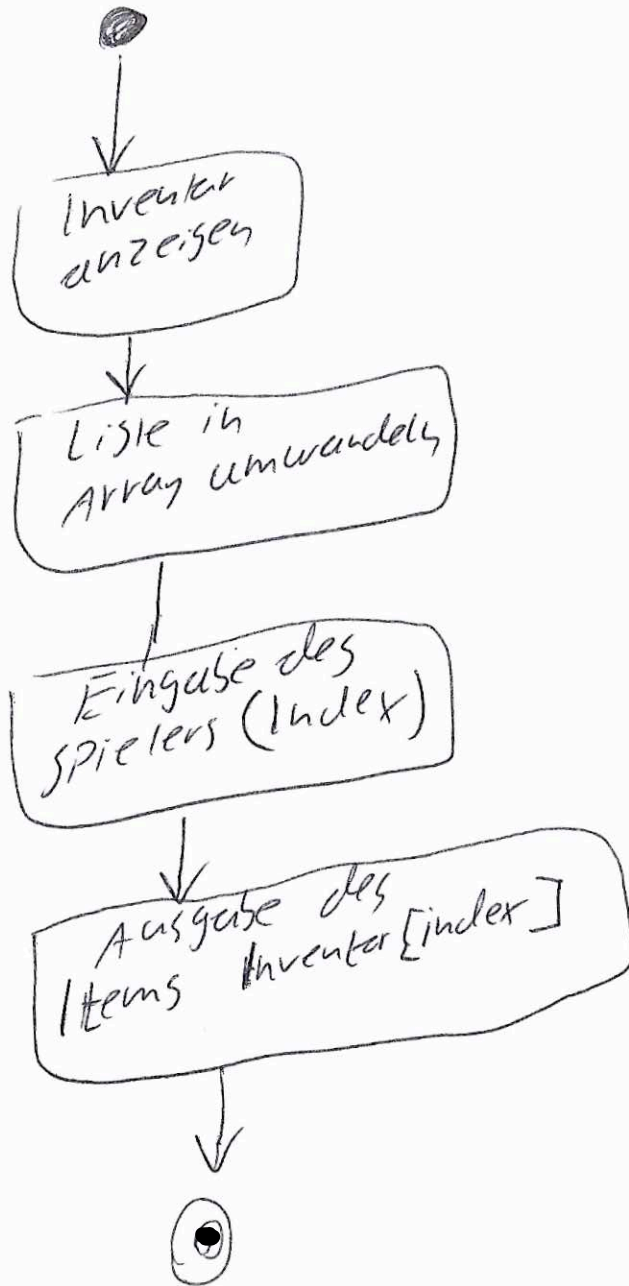 Inventar
anzeigen
Liste in
Array umwandeln
Eingabe des
Spielers (Index)
Ausgabe des
Items Inventar[index]